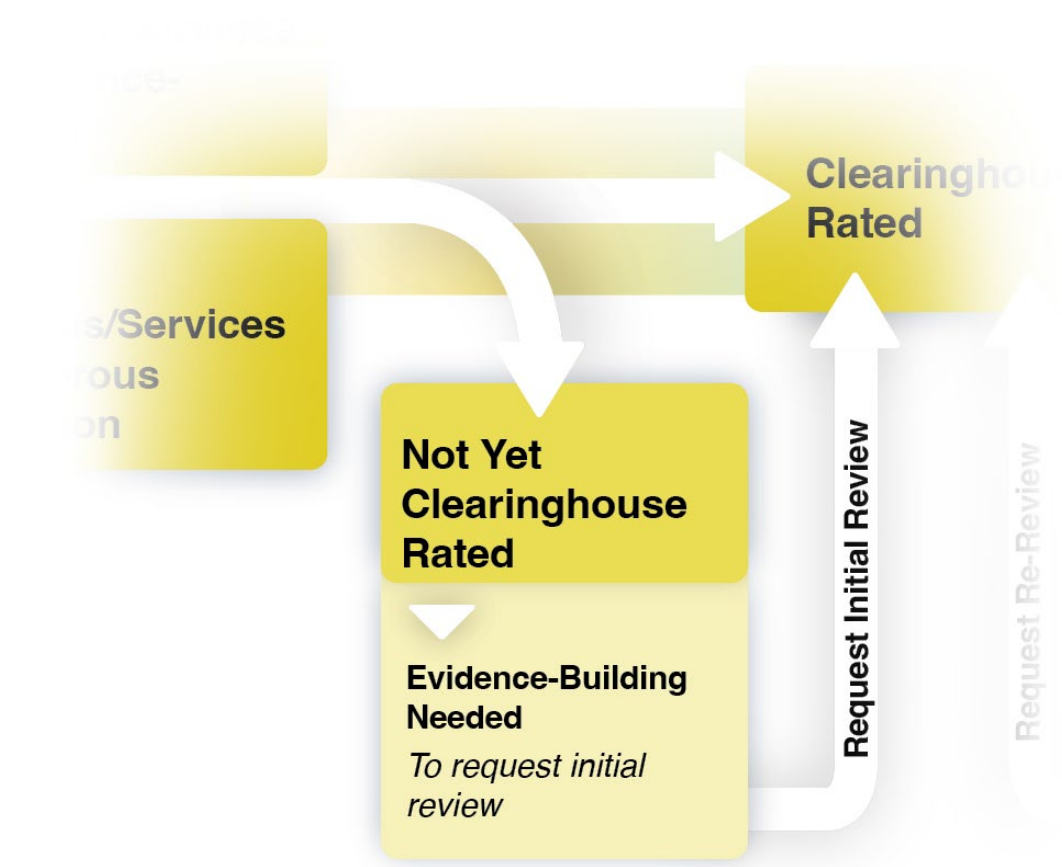 Clearinghou
Rated
s/Services
rous
on
Not Yet
Clearinghouse
Rated
Evidence-Building
Needed
To request initial
review
Request Initial Review
Request Re-Review